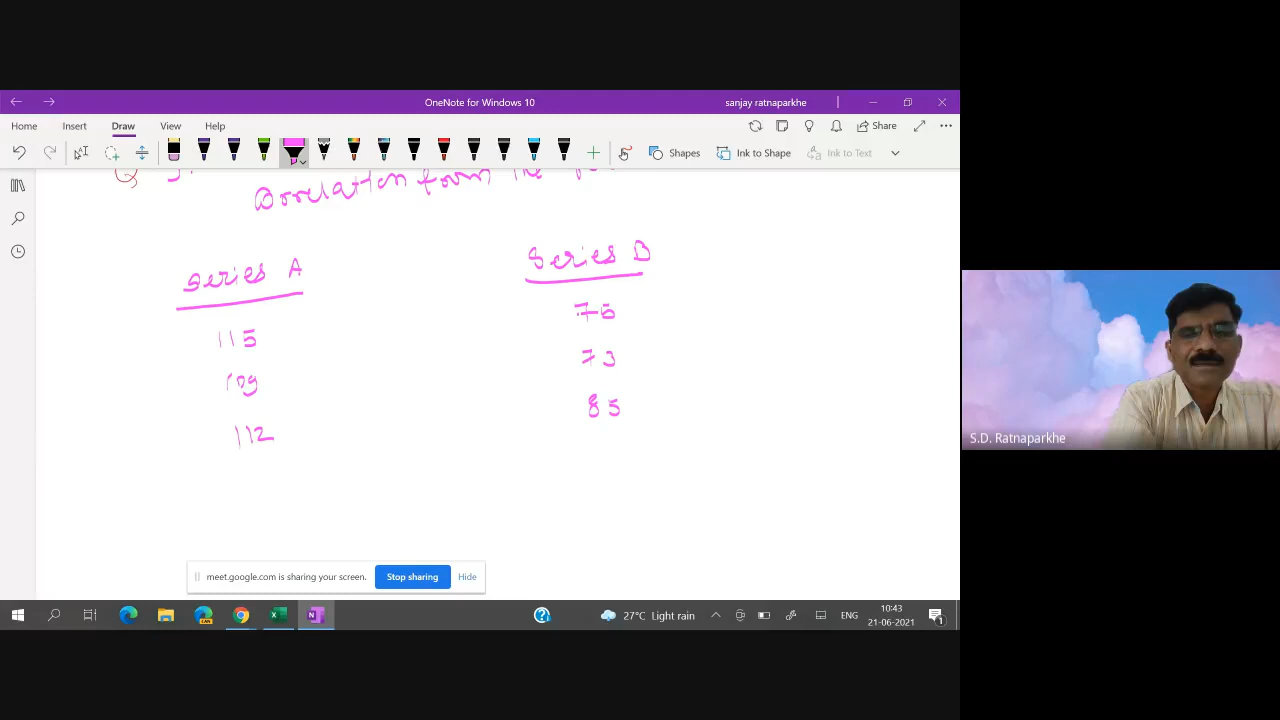 OneNote for Windows 10
sanjay ratnaparkhe
Home Insert Draw View Help
Share
Shapes Ink to Shape Ink to Text
Correlation from the
Series A Series B
115 75
109 73
112 85
S.D. Ratnaparkhe
meet.google.com is sharing your screen. Stop sharing Hide
27°C Light rain ENG 10:43
21-06-2021